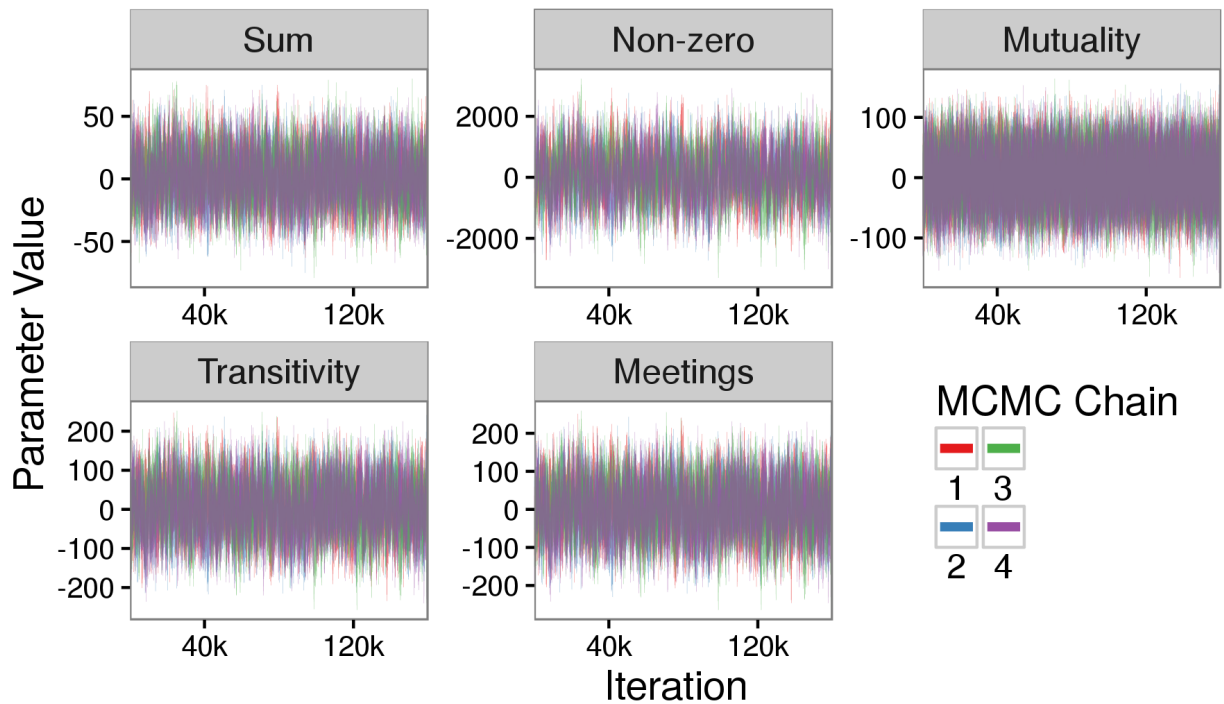 Sum
Non-zero
Mutuality
50
0
-50
2000
0
-2000
100
0
-100
40k 120k
40k 120k
40k 120k
Parameter Value
Transitivity
Meetings
200
100
0
-100
-200
200
100
0
-100
-200
40k 120k
40k 120k
Iteration
MCMC Chain
1 3
2 4